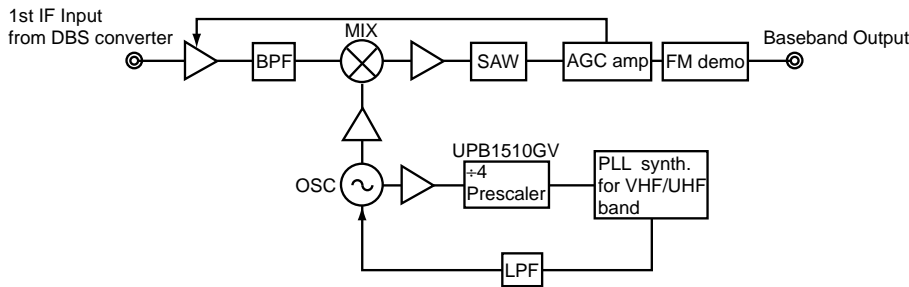 1st IF Input
from DBS converter
MIX
BPF
SAW
AGC amp
FM demo
Baseband Output
OSC
UPB1510GV
÷4
Prescaler
PLL synth.
for VHF/UHF
band
LPF